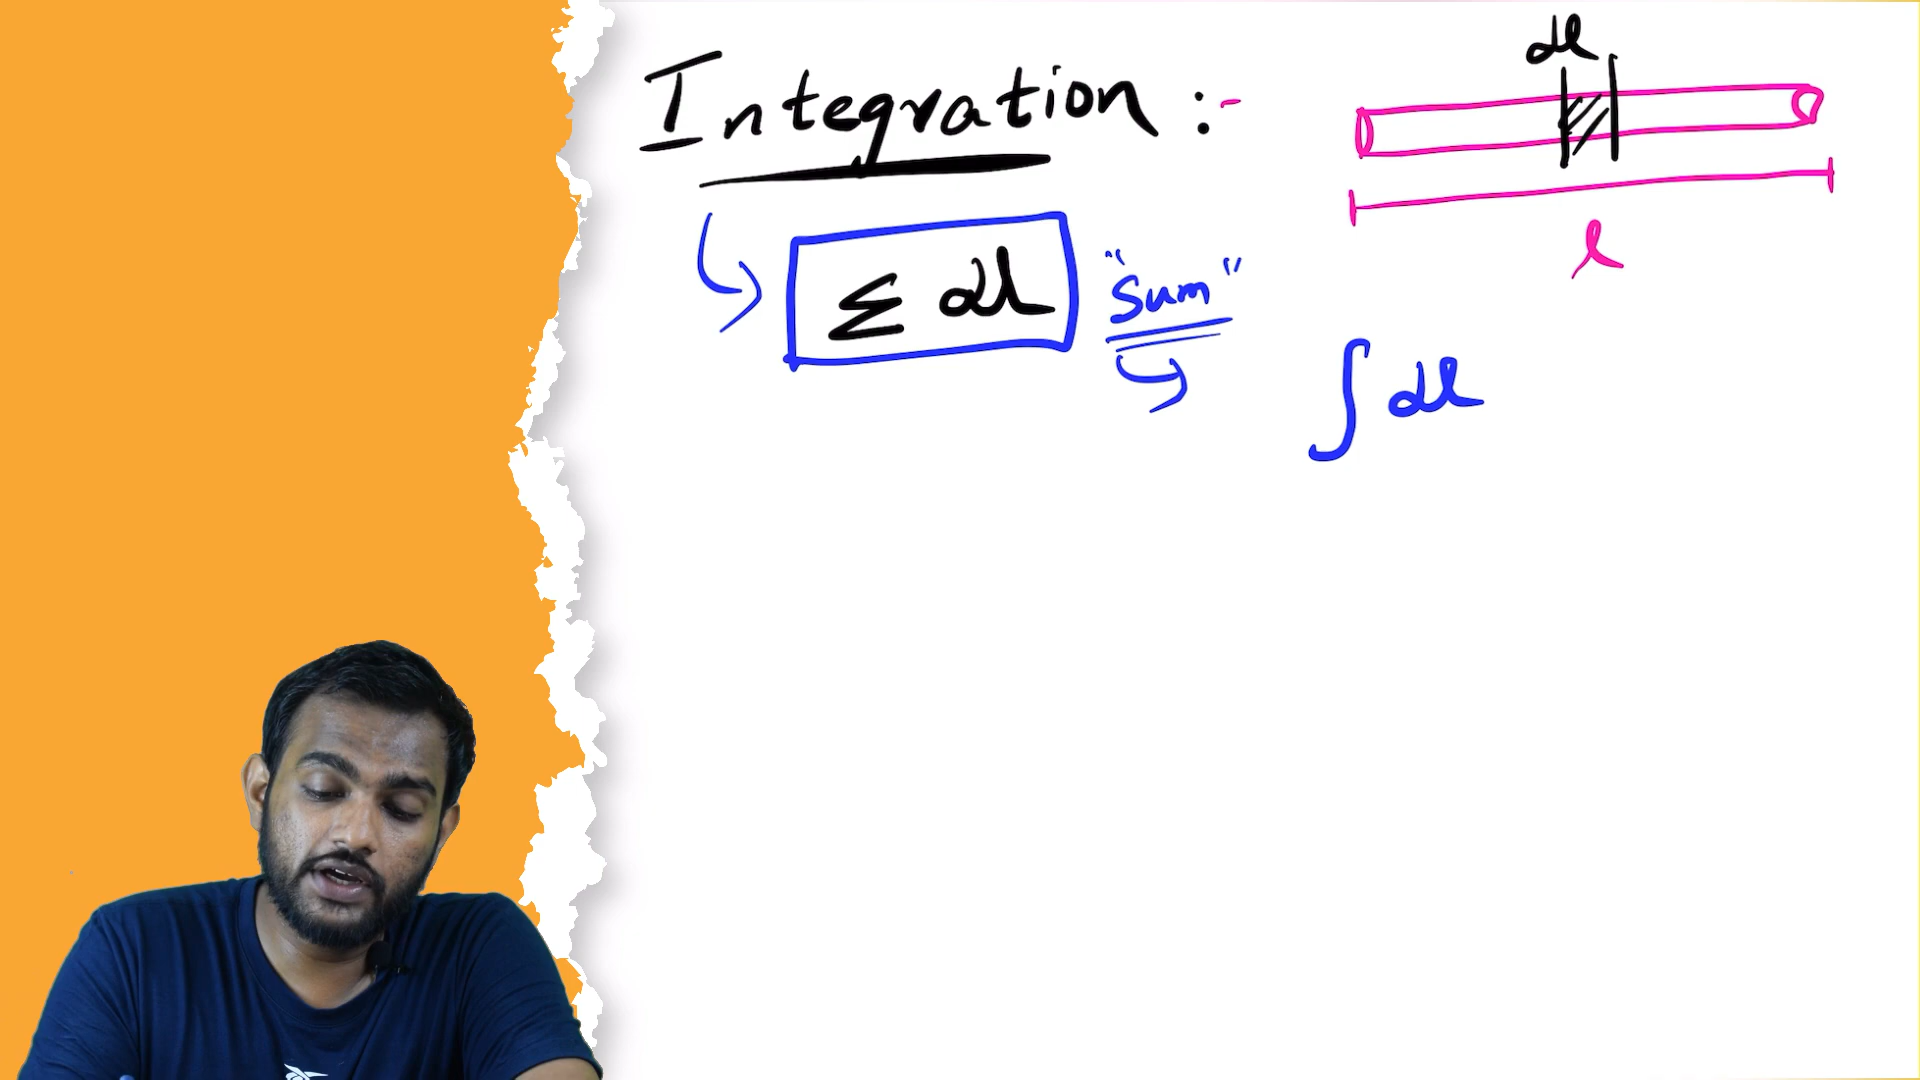 Integration :-
dl
l
Σ dl "Sum"
∫ dl